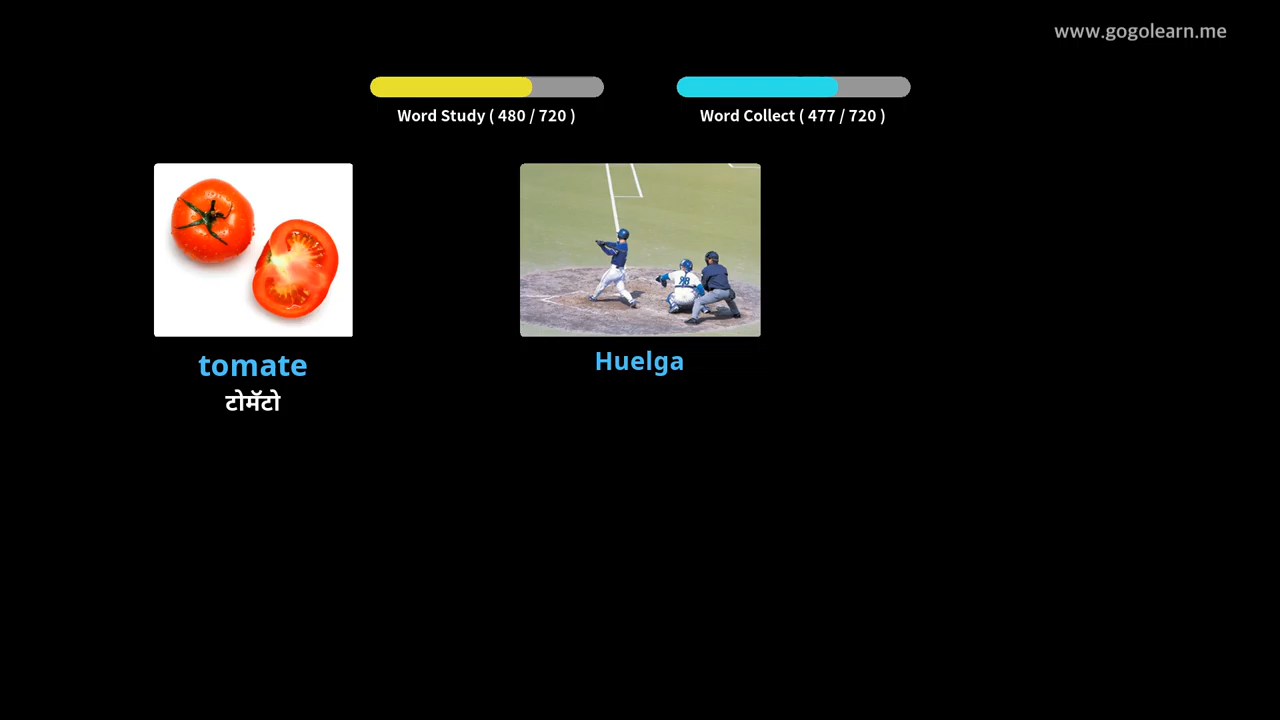 www.gogolearn.me
Word Study ( 480 / 720 )
Word Collect ( 477 / 720 )
tomate
टोमॅटो
Huelga